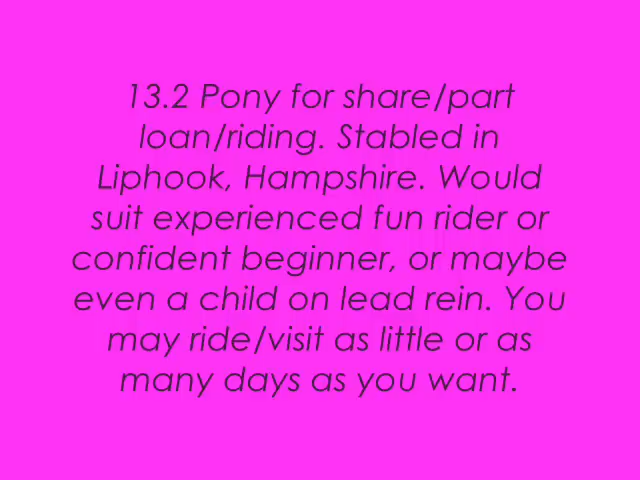 13.2 Pony for share/part
loan/riding. Stabled in
Liphook, Hampshire. Would
suit experienced fun rider or
confident beginner, or maybe
even a child on lead rein. You
may ride/visit as little or as
many days as you want.